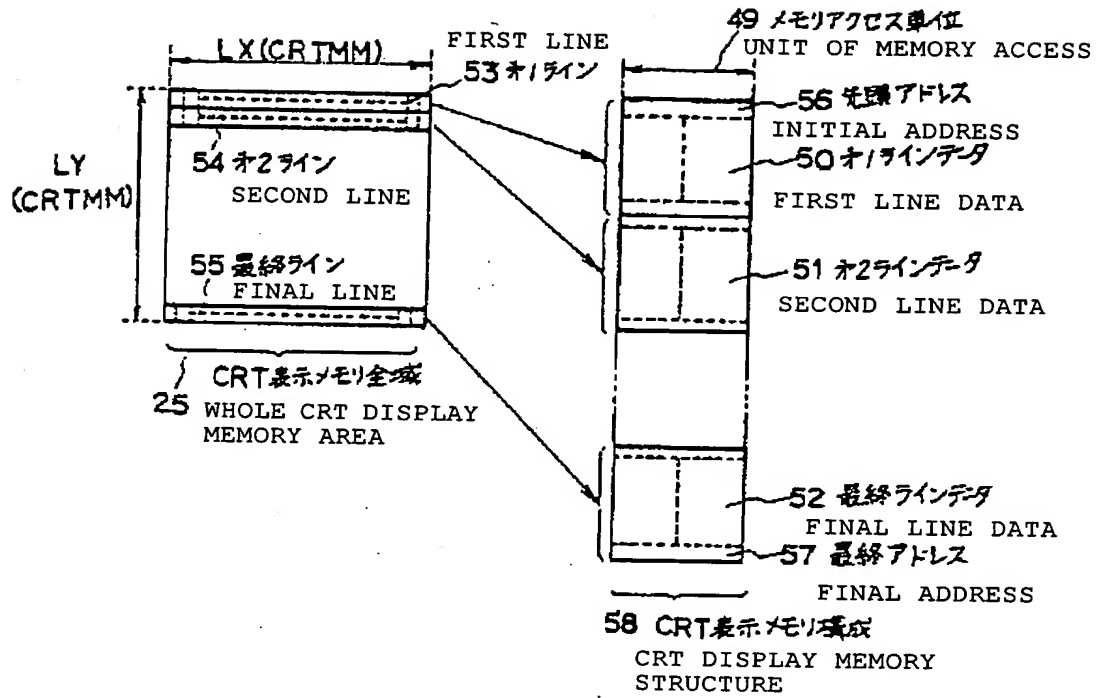 LX(CRTMM)
FIRST LINE
53 オ1ライン
LY
(CRTMM)
54 オ2ライン
SECOND LINE
55 最終ライン
FINAL LINE
CRT表示メモリ全域
25 WHOLE CRT DISPLAY
MEMORY AREA
49 メモリアクセス単位
UNIT OF MEMORY ACCESS
56 先頭アドレス
INITIAL ADDRESS
50 オ1ラインデータ
FIRST LINE DATA
51 オ2ラインデータ
SECOND LINE DATA
52 最終ラインデータ
FINAL LINE DATA
57 最終アドレス
FINAL ADDRESS
58 CRT表示メモリ構成
CRT DISPLAY MEMORY
STRUCTURE